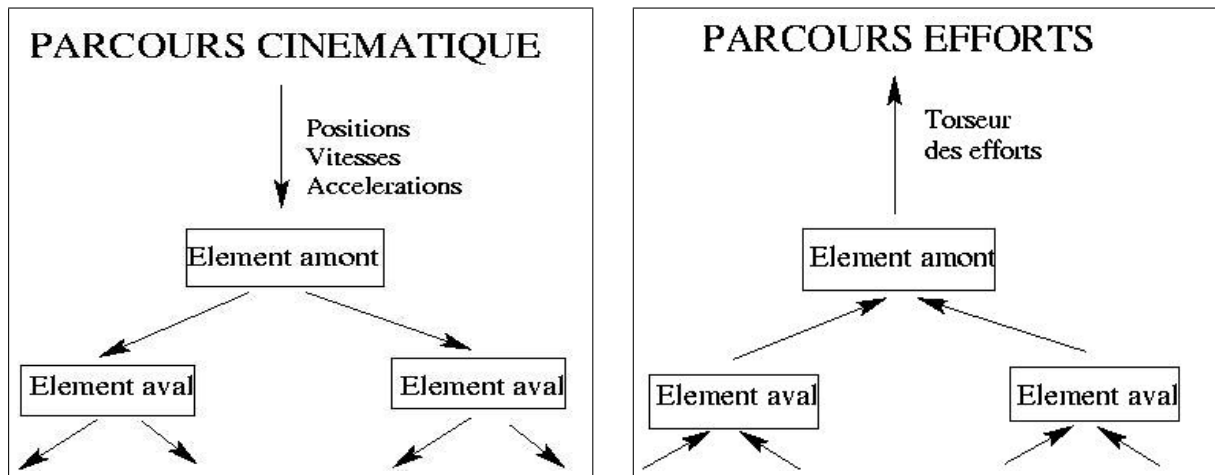 PARCOURS CINEMATIQUE
Positions
Vitesses
Accelerations
Element amont
Element aval
Element aval
PARCOURS EFFORTS
Torseur
des efforts
Element amont
Element aval
Element aval